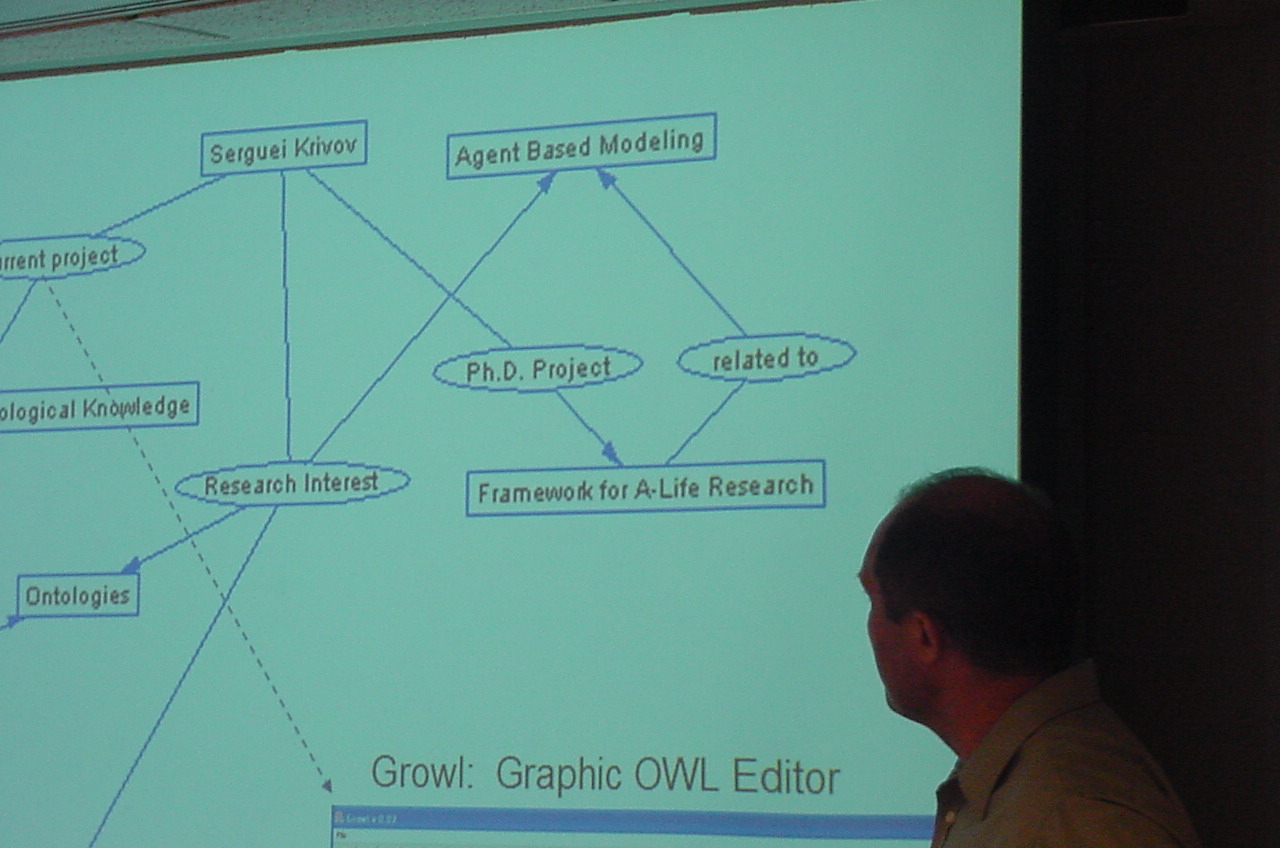 Serguei Krivov
Agent Based Modeling
rrent project
Ph.D. Project
related to
ological Knowledge
Research Interest
Framework for A-Life Research
Ontologies
Growl: Graphic OWL Editor